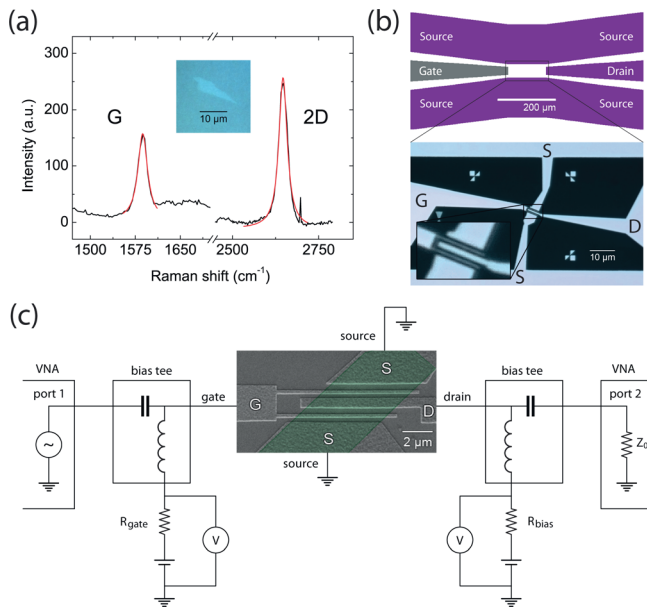 (a)
Intensity (a.u.)
300
200
100
0
G
2D
10 µm
1500
1575
1650
2500
2750
Raman shift (cm⁻¹)
(b)
Source
Source
Gate
Drain
Source
200 µm
Source
S
G
D
10 µm
S
(c)
source
VNA
port 1
bias tee
gate
G
S
D
S
2 µm
drain
bias tee
VNA
port 2
source
~
Z₀
R_gate
V
V
R_bias